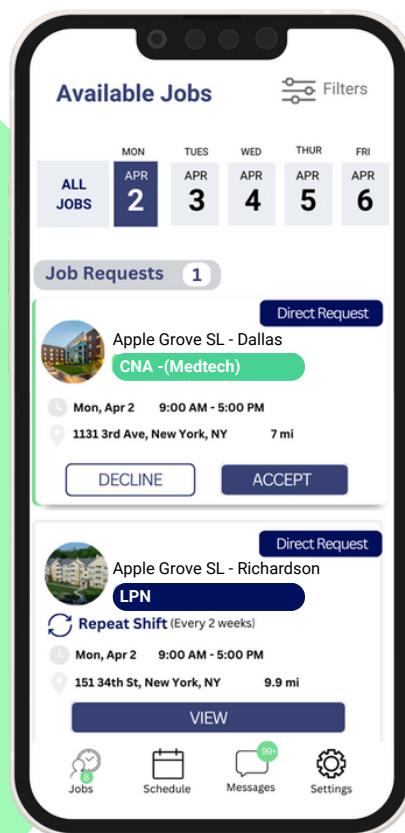 Available Jobs
Filters
MON TUES WED THUR FRI
ALL JOBS
APR 2
APR 3
APR 4
APR 5
APR 6
Job Requests 1
Direct Request
Apple Grove SL - Dallas
CNA -(Medtech)
Mon, Apr 2 9:00 AM - 5:00 PM
1131 3rd Ave, New York, NY 7 mi
DECLINE ACCEPT
Direct Request
Apple Grove SL - Richardson
LPN
Repeat Shift (Every 2 weeks)
Mon, Apr 2 9:00 AM - 5:00 PM
151 34th St, New York, NY 9.9 mi
VIEW
8
99+
Jobs Schedule Messages Settings